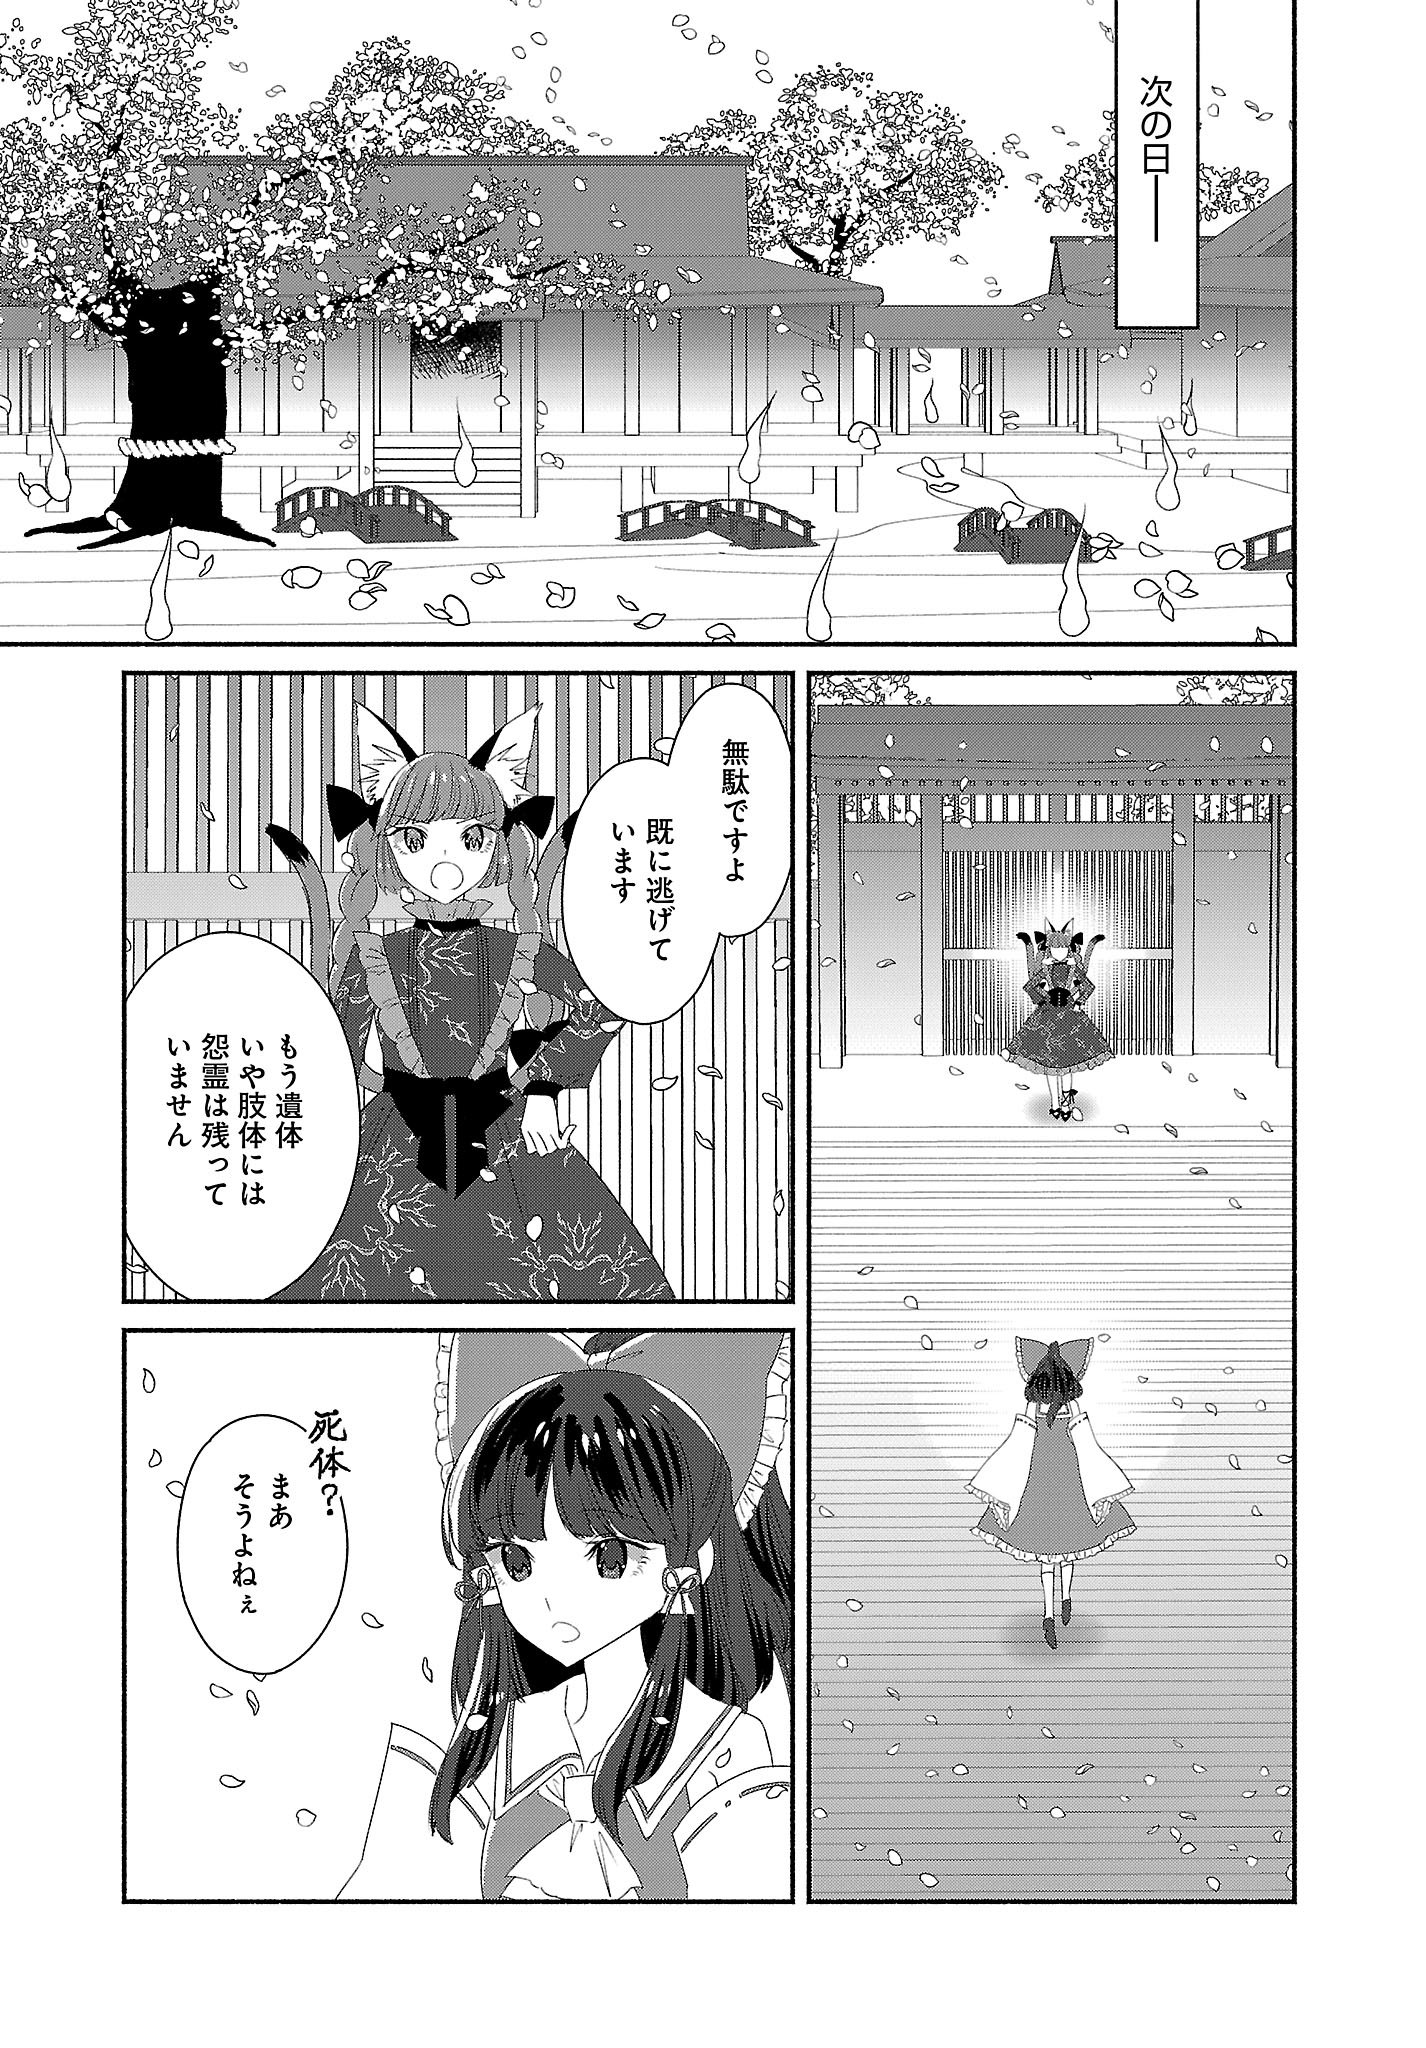 次の日──
無駄ですよ
既に逃げて
います
もう遺体
いや肢体には
怨霊は残って
いません
死体?
まあ
そうよねぇ